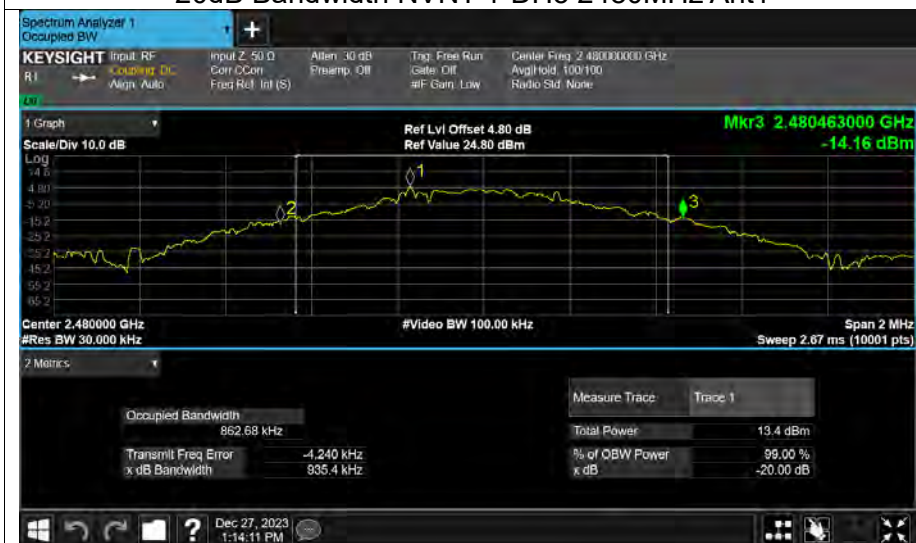 -20dB Bandwidth NVNT 1-DH5 2480MHz Ant1
Spectrum Analyzer 1
Occupied BW
+
KEYSIGHT Input: RF Input Z: 50 Ω Atten: 30 dB Trig: Free Run Center Freq: 2.480000000 GHz
R L Coupling: DC Corr CCorr Preamp: Off Gate: Off Avg|Hold: 100/100
Align: Auto Freq Ref: Int (S) #IF Gain: Low Radio Std: None
1 Graph
Scale/Div 10.0 dB Ref Lvl Offset 4.80 dB Mkr3 2.480463000 GHz
Ref Value 24.80 dBm -14.16 dBm
Log
14.8
4.80
-5.20
-15.2
-25.2
-35.2
-45.2
-55.2
-65.2
1
2
3
Center 2.480000 GHz #Video BW 100.00 kHz Span 2 MHz
#Res BW 30.000 kHz Sweep 2.67 ms (10001 pts)
2 Metrics
Measure Trace Trace 1
Occupied Bandwidth
862.68 kHz Total Power 13.4 dBm
Transmit Freq Error -4.240 kHz % of OBW Power 99.00 %
x dB Bandwidth 935.4 kHz x dB -20.00 dB
? Dec 27, 2023
1:14:11 PM